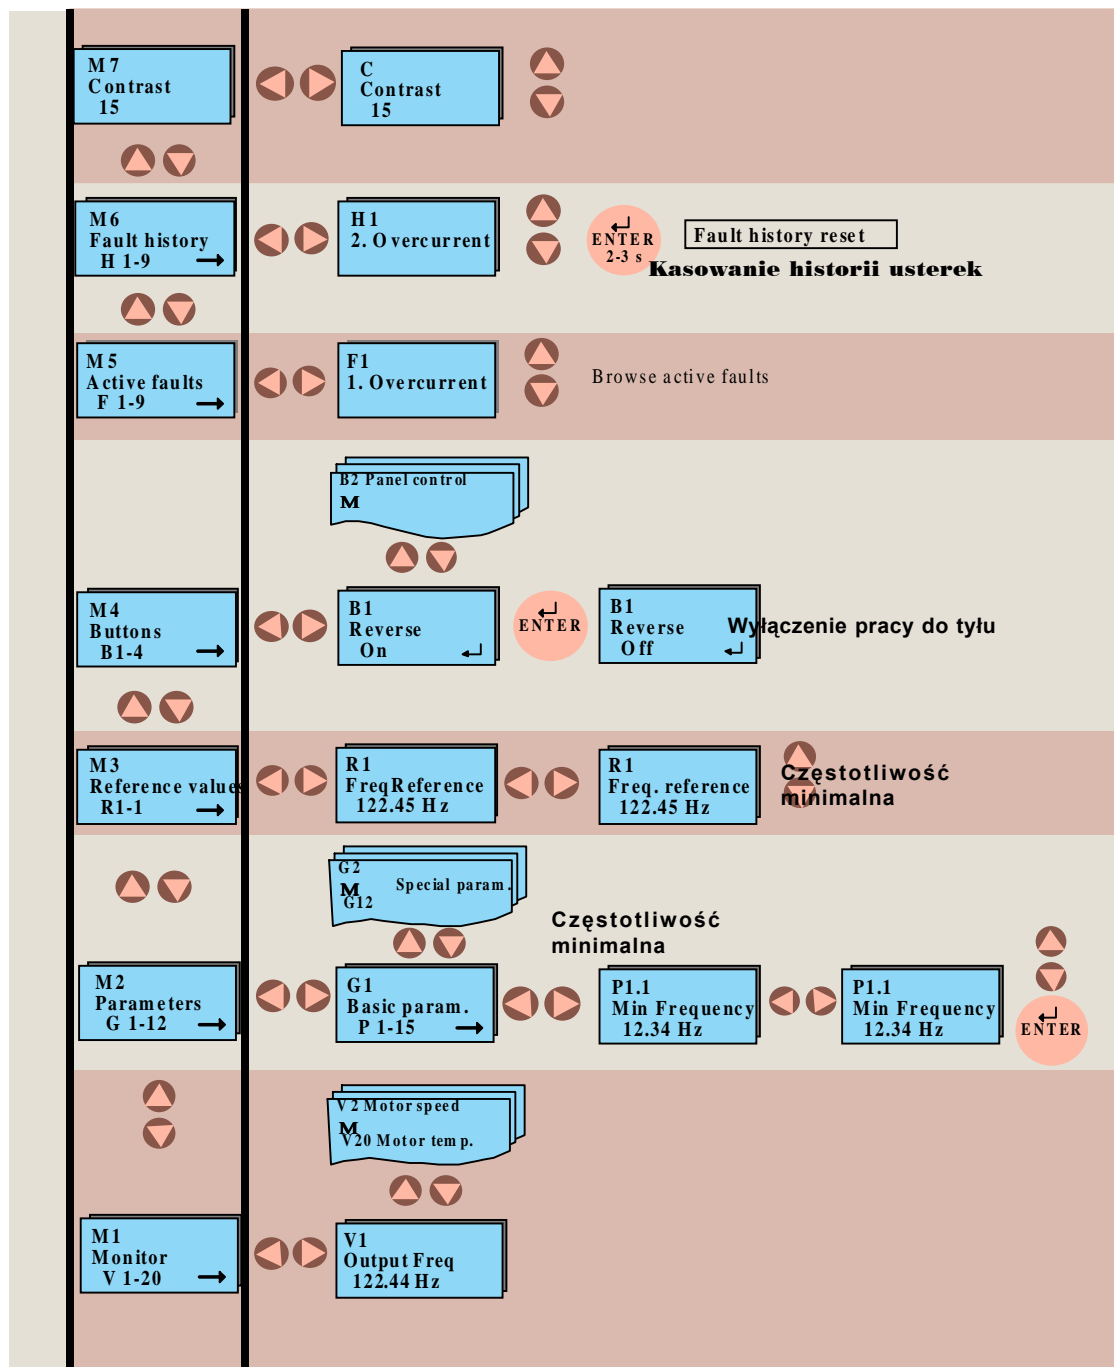 M7
Contrast
15
C
Contrast
15
M6
Fault history
H 1-9
H1
2. Overcurrent
ENTER
2-3 s
Fault history reset
Kasowanie historii usterek
M5
Active faults
F 1-9
F1
1. Overcurrent
Browse active faults
B2 Panel control
M
M4
Buttons
B1-4
B1
Reverse
On
ENTER
B1
Reverse
Off
Wyłączenie pracy do tyłu
M3
Reference values
R1-1
R1
FreqReference
122.45 Hz
R1
Freq. reference
122.45 Hz
Częstotliwość
minimalna
G2
M
Special param.
G12
Częstotliwość
minimalna
M2
Parameters
G 1-12
G1
Basic param.
P 1-15
P1.1
Min Frequency
12.34 Hz
P1.1
Min Frequency
12.34 Hz
ENTER
V2 Motor speed
M
V20 Motor temp.
M1
Monitor
V 1-20
V1
Output Freq
122.44 Hz